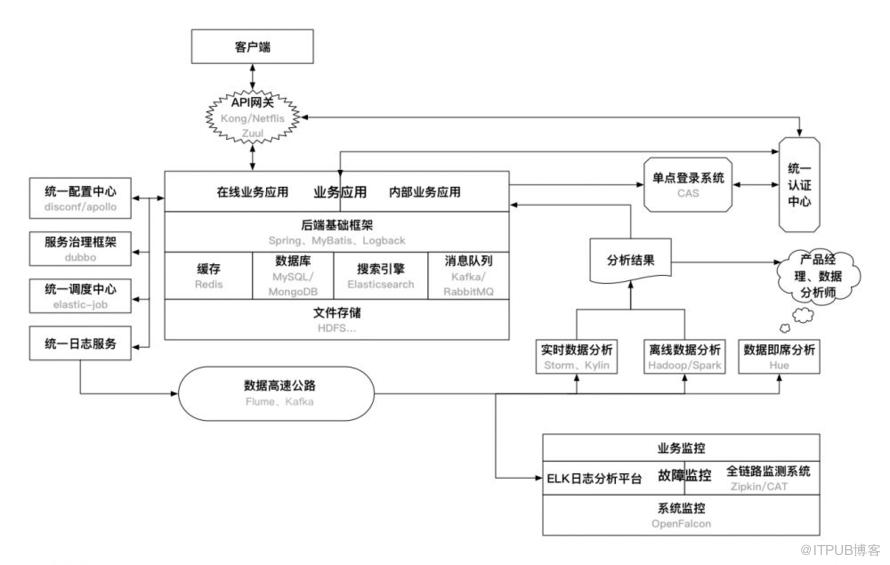 客户端
API网关
Kong/Netflis
Zuul
统一配置中心
disconf/apollo
服务治理框架
dubbo
统一调度中心
elastic-job
统一日志服务
在线业务应用 业务应用 内部业务应用
后端基础框架
Spring、MyBatis、Logback
缓存
Redis
数据库
MySQL/
MongoDB
搜索引擎
Elasticsearch
消息队列
Kafka/
RabbitMQ
文件存储
HDFS...
单点登录系统
CAS
统一
认证
中心
分析结果
产品经
理、数据
分析师
实时数据分析
Storm、Kylin
离线数据分析
Hadoop/Spark
数据即席分析
Hue
数据高速公路
Flume、Kafka
业务监控
ELK日志分析平台 故障监控 全链路监测系统
Zipkin/CAT
系统监控
OpenFalcon
@ITPUB博客